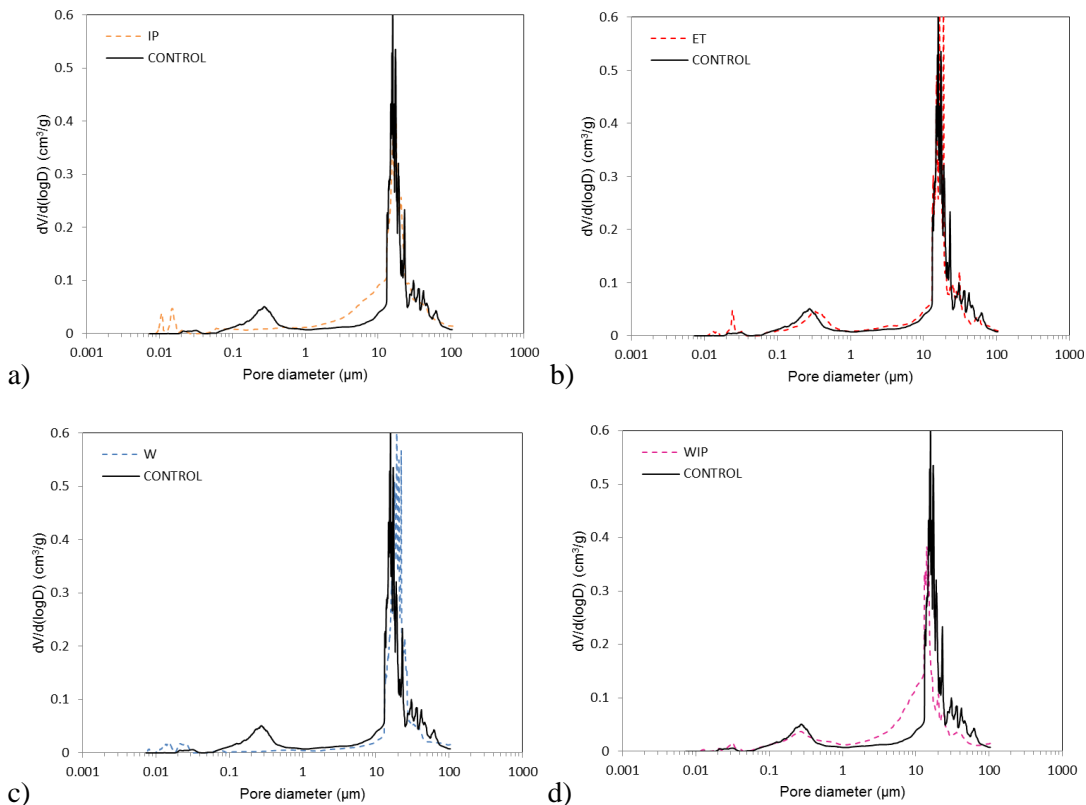 IP
CONTROL
dV/d(logD) (cm³/g)
0.6
0.5
0.4
0.3
0.2
0.1
0
0.001 0.01 0.1 1 10 100 1000
Pore diameter (µm)
a)
ET
CONTROL
dV/d(logD) (cm³/g)
0.6
0.5
0.4
0.3
0.2
0.1
0
0.001 0.01 0.1 1 10 100 1000
Pore diameter (µm)
b)
W
CONTROL
dV/d(logD) (cm³/g)
0.6
0.5
0.4
0.3
0.2
0.1
0
0.001 0.01 0.1 1 10 100 1000
Pore diameter (µm)
c)
WIP
CONTROL
dV/d(logD) (cm³/g)
0.6
0.5
0.4
0.3
0.2
0.1
0
0.001 0.01 0.1 1 10 100 1000
Pore diameter (µm)
d)